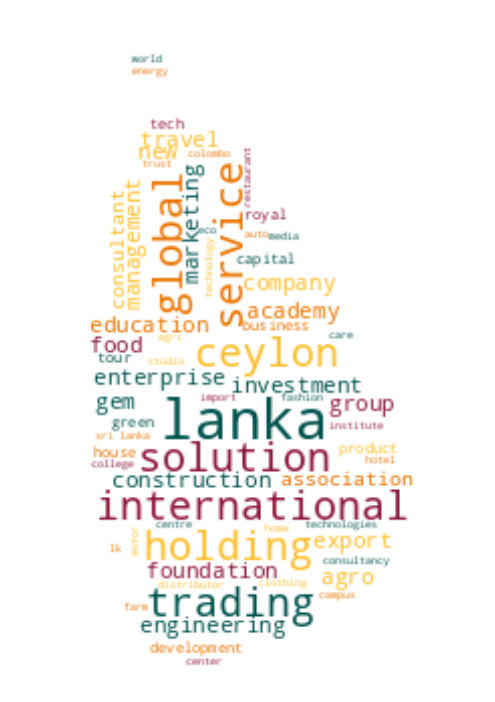 world
energy
tech
travel
new
colombo
trust
restaurant
consultant
management
global
marketing
service
technology
eco
royal
auto
media
capital
company
academy
business
education
agri
food
care
tour
studio
ceylon
enterprise
investment
gem
import
fashion
lanka
group
green
institute
sri lanka
house
solution
product
college
hotel
construction
association
international
centre
home
technologies
motor
lk
holding
export
consultancy
foundation
agro
distributor
clothing
farm
trading
campus
engineering
development
center